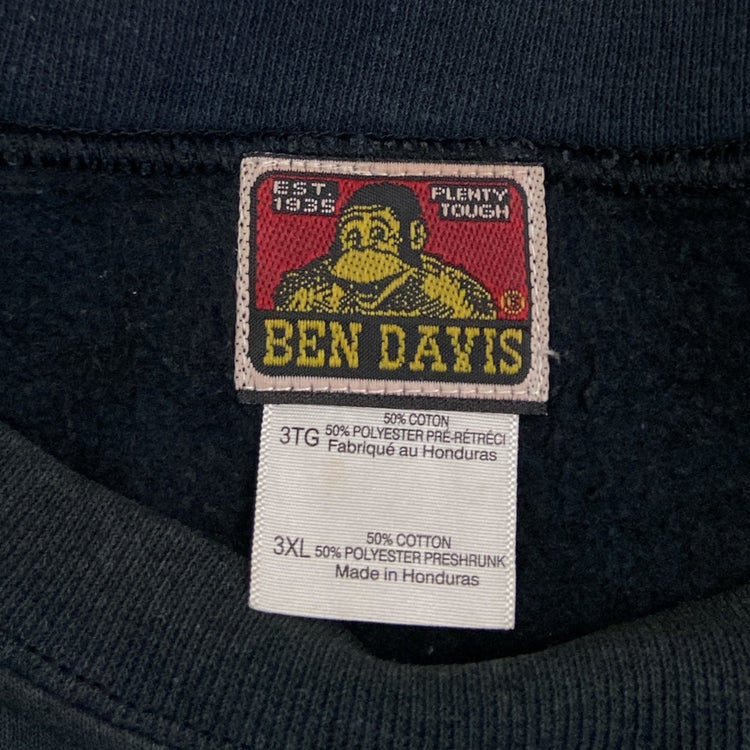 EST. 1935
PLENTY TOUGH
®
BEN DAVIS
50% COTON
3TG 50% POLYESTER PRÉ-RÉTRÉCI
Fabriqué au Honduras
50% COTTON
3XL 50% POLYESTER PRESHRUNK
Made in Honduras